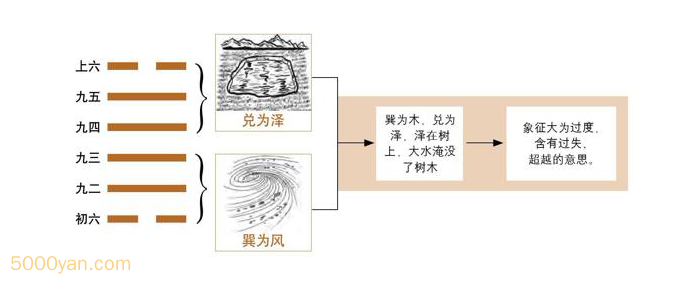 上六
九五
九四
九三
九二
初六
兑为泽
巽为风
巽为木、兑为
泽,泽在树
上,大水淹没
了树木
象征大为过度、
含有过失、
超越的意思。
5000yan.com